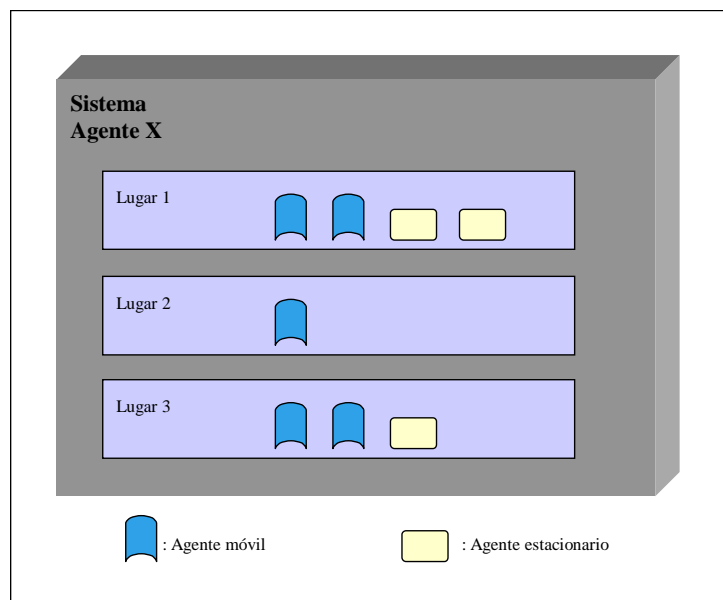 Sistema
Agente X
Lugar 1
Lugar 2
Lugar 3
: Agente móvil
: Agente estacionario